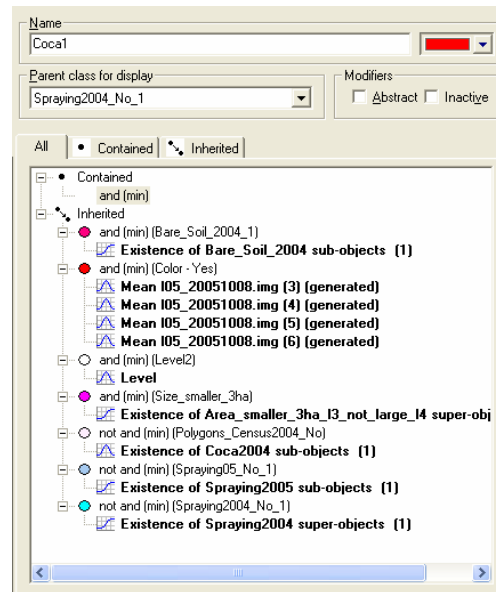 Name
Coca1
Parent class for display
Spraying2004_No_1
Modifiers
Abstract Inactive
All Contained Inherited
Contained
and (min)
Inherited
and (min) (Bare_Soil_2004_1)
Existence of Bare_Soil_2004 sub-objects (1)
and (min) (Color - Yes)
Mean I05_20051008.img (3) (generated)
Mean I05_20051008.img (4) (generated)
Mean I05_20051008.img (5) (generated)
Mean I05_20051008.img (6) (generated)
and (min) (Level2)
Level
and (min) (Size_smaller_3ha)
Existence of Area_smaller_3ha_l3_not_large_l4 super-obj
not and (min) (Polygons_Census2004_No)
Existence of Coca2004 sub-objects (1)
not and (min) (Spraying05_No_1)
Existence of Spraying2005 sub-objects (1)
not and (min) (Spraying2004_No_1)
Existence of Spraying2004 super-objects (1)